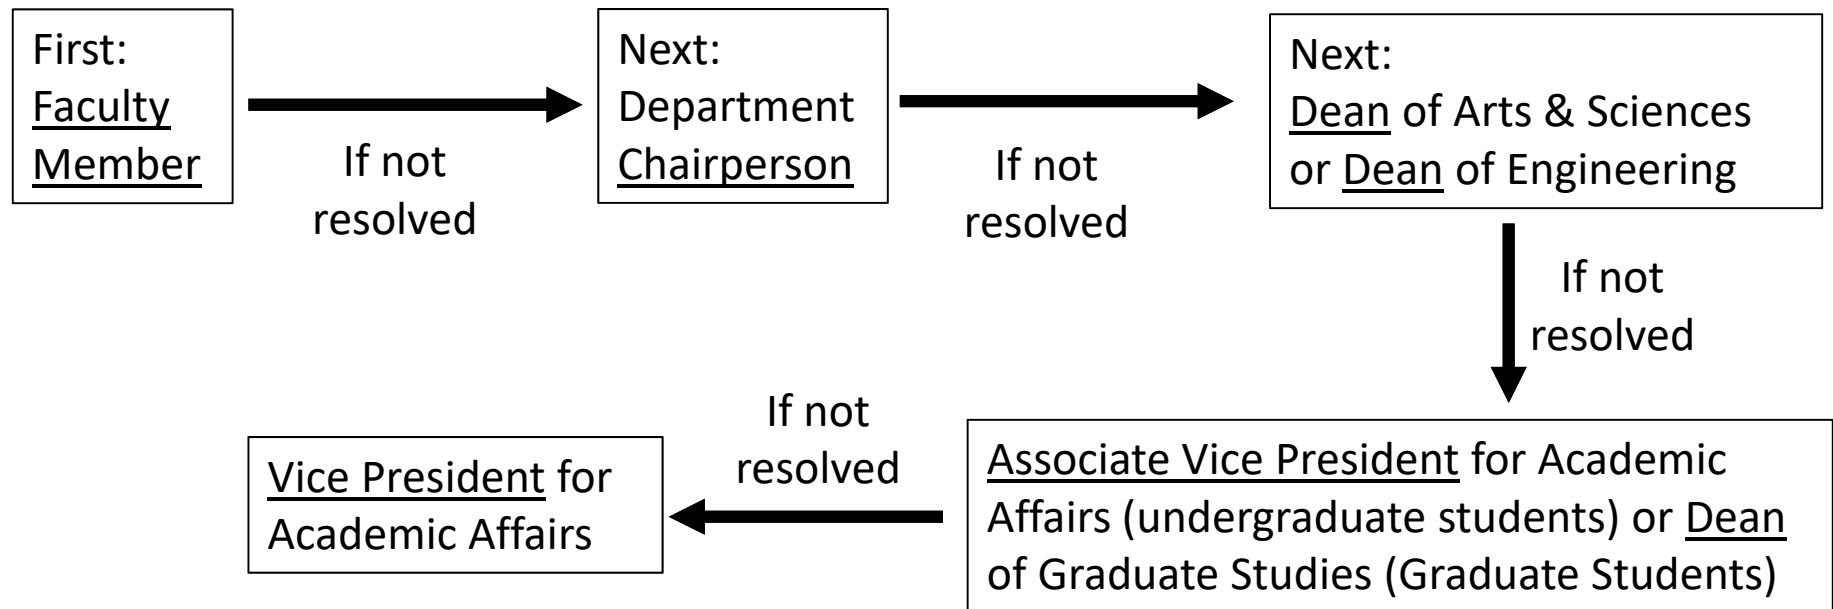 First:
Faculty
Member
If not
resolved
Next:
Department
Chairperson
If not
resolved
Next:
Dean of Arts & Sciences
or Dean of Engineering
If not
resolved
Associate Vice President for Academic
Affairs (undergraduate students) or Dean
of Graduate Studies (Graduate Students)
If not
resolved
Vice President for
Academic Affairs